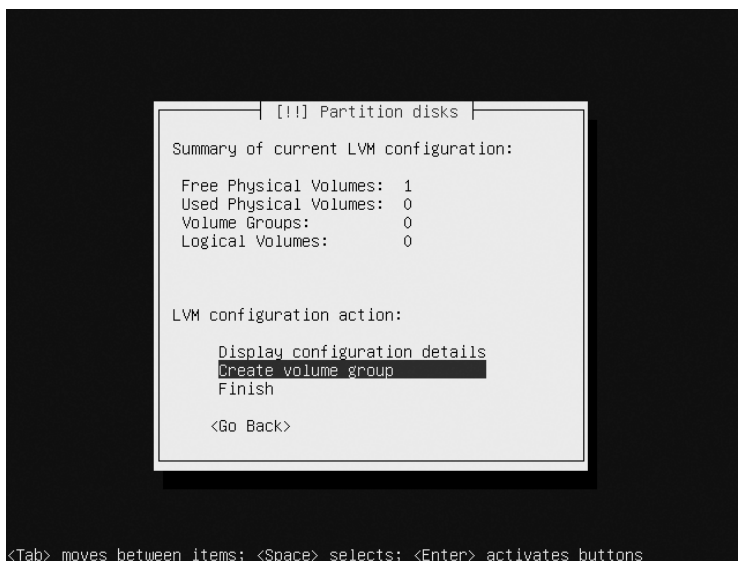 [!!] Partition disks
Summary of current LVM configuration:
Free Physical Volumes: 1
Used Physical Volumes: 0
Volume Groups: 0
Logical Volumes: 0
LVM configuration action:
Display configuration details
Create volume group
Finish
<Go Back>
<Tab> moves between items; <Space> selects; <Enter> activates buttons